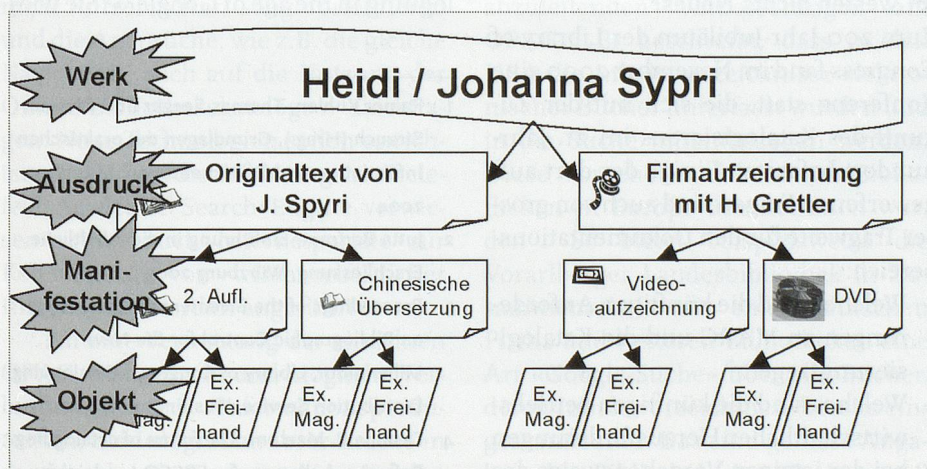 Werk
Heidi / Johanna Sypri
Ausdruck
Originaltext von
J. Spyri
Filmaufzeichnung
mit H. Gretler
Mani-
festation
2. Aufl.
Chinesische
Übersetzung
Video-
aufzeichnung
DVD
Objekt
Mag.
Ex.
Frei-
hand
Ex.
Mag.
Ex.
Frei-
hand
Ex.
Mag.
Ex.
Frei-
hand
Ex.
Mag.
Ex.
Frei-
hand